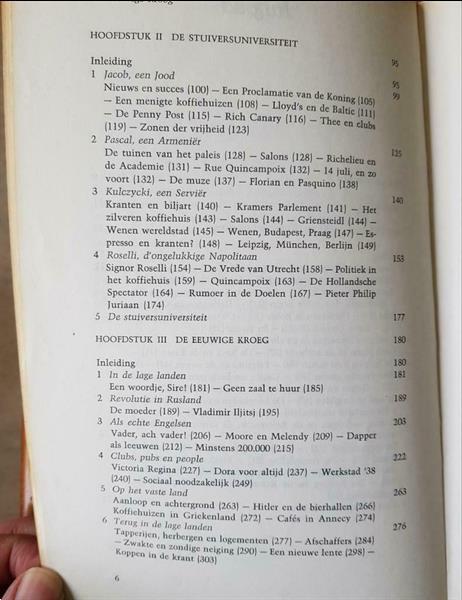 HOOFDSTUK II DE STUIVERSUNIVERSITEIT
Inleiding 95
1 Jacob, een Jood 95
Nieuws en succes (100) — Een Proclamatie van de Koning (105) 99
— Een menigte koffiehuizen (108) — Lloyd's en de Baltic (111)
— De Penny Post (115) — Rich Canary (116) — Thee en clubs
(119) — Zonen der vrijheid (123)
2 Pascal, een Armeniër 125
De tuinen van het paleis (128) — Salons (128) — Richelieu en
de Academie (131) — Rue Quincampoix (132) — 14 juli, en zo
voort (132) — De muze (137) — Florian en Pasquino (138)
3 Kulczycki, een Serviër 140
Kranten en biljart (140) — Kramers Parlement (141) — Het
zilveren koffiehuis (143) — Salons (144) — Griensteidl (144) —
Wenen wereldstad (145) — Wenen, Budapest, Praag (147) — Es-
presso en kranten? (148) — Leipzig, München, Berlijn (149)
4 Roselli, d'ongelukkige Napolitaan 153
Signor Roselli (154) — De Vrede van Utrecht (158) — Politiek in
het koffiehuis (159) — Quincampoix (163) — De Hollandsche
Spectator (164) — Rumoer in de Doelen (167) — Pieter Philip
Juriaan (174)
5 De stuiversuniversiteit 177
HOOFDSTUK III DE EEUWIGE KROEG 180
Inleiding 180
1 In de lage landen 181
Een woordje, Sire! (181) — Geen zaal te huur (185)
2 Revolutie in Rusland 189
De moeder (189) — Vladimir Iljitsj (195)
3 Als echte Engelsen 203
Vader, ach vader! (206) — Moore en Melendy (209) — Dapper
als leeuwen (212) — Minstens 200.000 (215)
4 Clubs, pubs en people 222
Victoria Regina (227) — Dora voor altijd (237) — Werkstad '38
(240) — Sociaal noodzakelijk (249)
5 Op het vaste land 263
Aanloop en achtergrond (263) — Hitler en de bierhallen (266)
Koffiehuizen in Griekenland (272) — Cafés in Annecy (274)
6 Terug in de lage landen 276
Tapperijen, herbergen en logementen (277) — Afschaffers (284)
— Zwakte en zondige neiging (290) — Een nieuwe lente (298) —
Koppen in de krant (303)
6